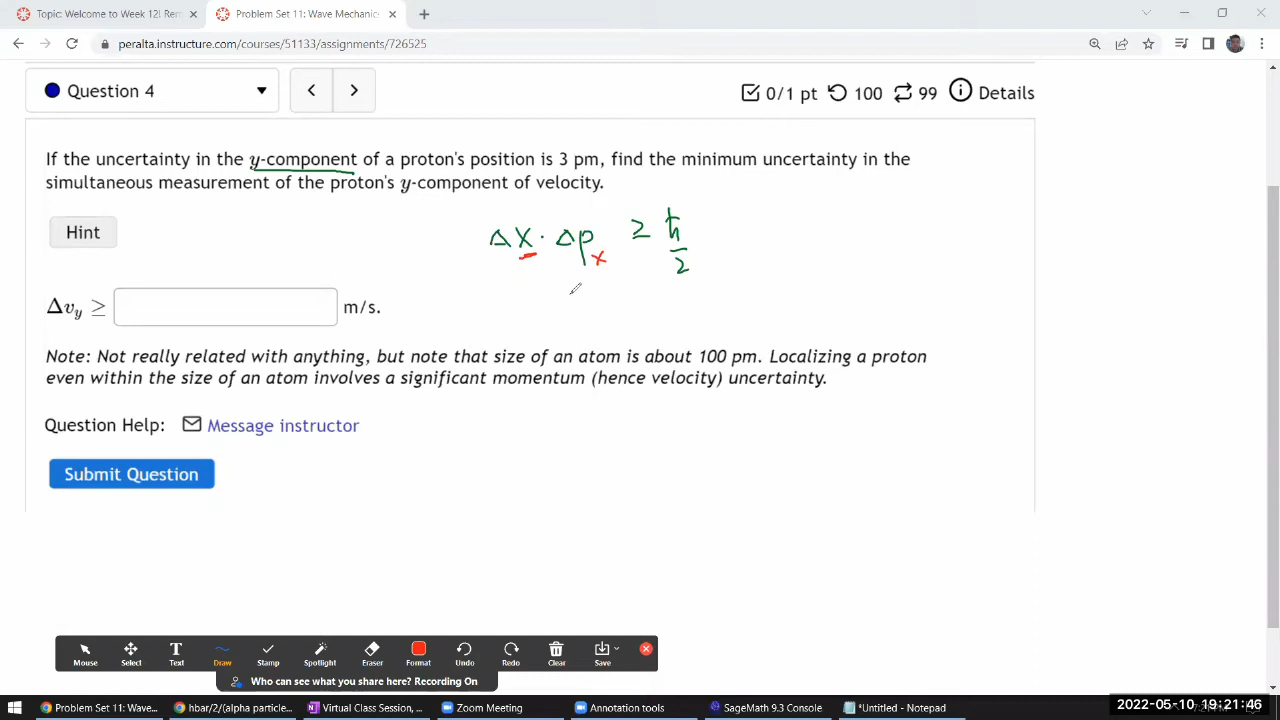 Topic: Welcome to Week 12! Rem
Problem Set 11: Wave Mechanic
peralta.instructure.com/courses/51133/assignments/726525
Question 4
0/1 pt 100 99 Details
If the uncertainty in the y-component of a proton's position is 3 pm, find the minimum uncertainty in the
simultaneous measurement of the proton's y-component of velocity.
Hint
Δx · Δpₓ ≥ ℏ/2
Δv_y ≥ m/s.
Note: Not really related with anything, but note that size of an atom is about 100 pm. Localizing a proton
even within the size of an atom involves a significant momentum (hence velocity) uncertainty.
Question Help: Message instructor
Submit Question
Mouse Select Text Draw Stamp Spotlight Eraser Format Undo Redo Clear Save
Who can see what you share here? Recording On
Problem Set 11: Wave... hbar/2/(alpha particle... Virtual Class Session, ... Zoom Meeting Annotation tools SageMath 9.3 Console *Untitled - Notepad
2022-05-10 19:21:46